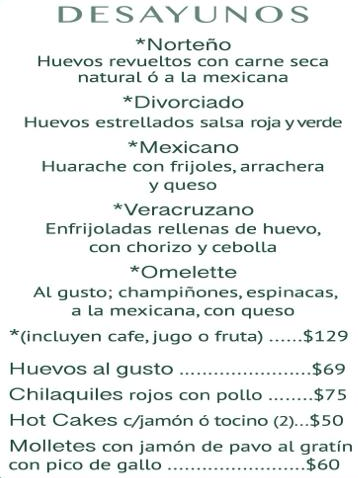 DESAYUNOS
*Norteño
Huevos revueltos con carne seca
natural ó a la mexicana
*Divorciado
Huevos estrellados salsa roja y verde
*Mexicano
Huarache con frijoles, arrachera
y queso
*Veracruzano
Enfrijoladas rellenas de huevo,
con chorizo y cebolla
*Omelette
Al gusto; champiñones, espinacas,
a la mexicana, con queso
*(incluyen cafe, jugo o fruta) ......$129
Huevos al gusto .......................$69
Chilaquiles rojos con pollo ........$75
Hot Cakes c/jamón ó tocino (2)...$50
Molletes con jamón de pavo al gratín
con pico de gallo ........................$60